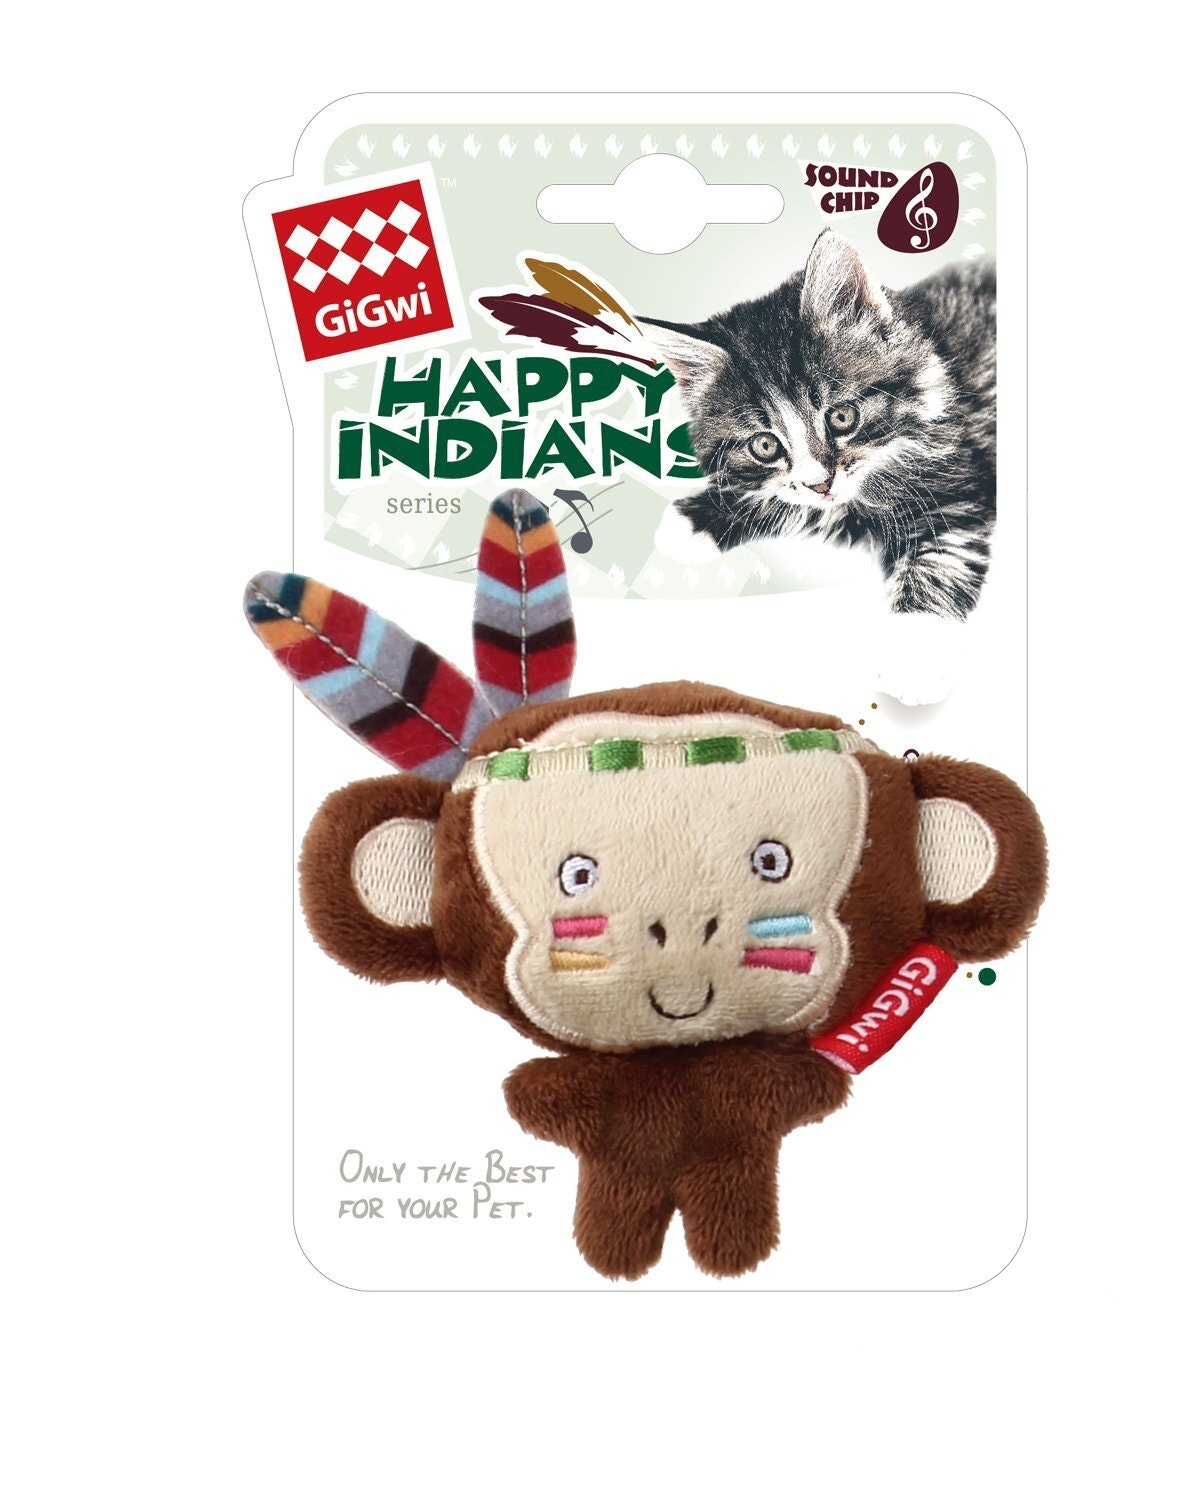 SOUND
CHIP
GiGwi
TM
HAPPY
INDIANS
series
GiGwi
ONLY THE BEST
FOR YOUR PET.